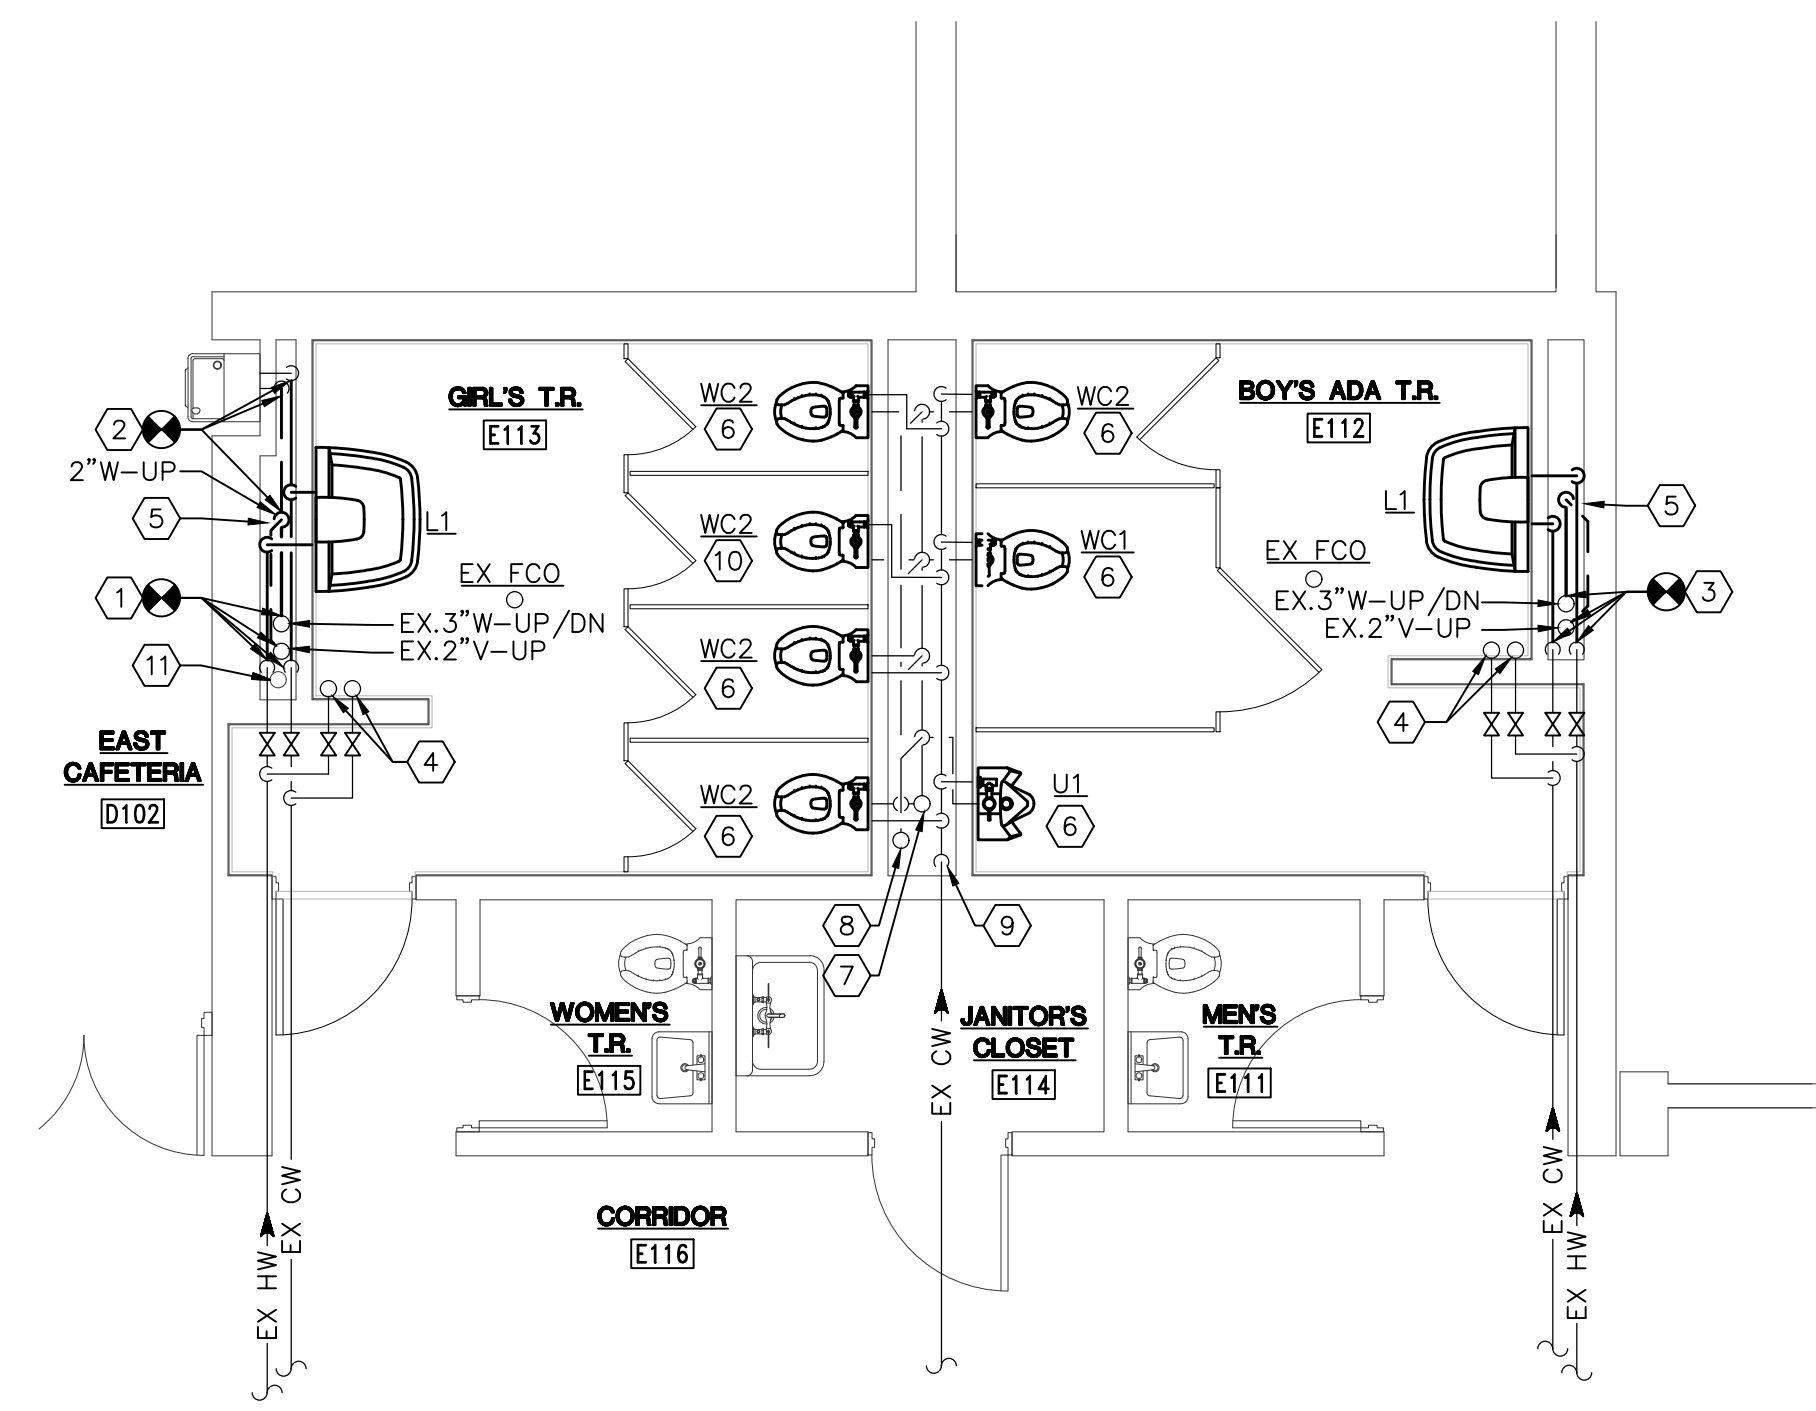 GIRL'S T.R.
E113
WC2
6
WC2
6
BOY'S ADA T.R.
E112
2
2"W-UP
5
L1
WC2
10
WC1
6
L1
5
EX FCO
EX FCO
1
EX.3"W-UP/DN
EX.2"V-UP
11
WC2
6
EX.3"W-UP/DN
EX.2"V-UP
3
4
4
EAST
CAFETERIA
D102
WC2
6
U1
6
8
9
7
WOMEN'S
T.R.
E115
JANITOR'S
CLOSET
E114
MEN'S
T.R.
E111
EX CW
CORRIDOR
E116
EX HW
EX CW
EX CW
EX HW